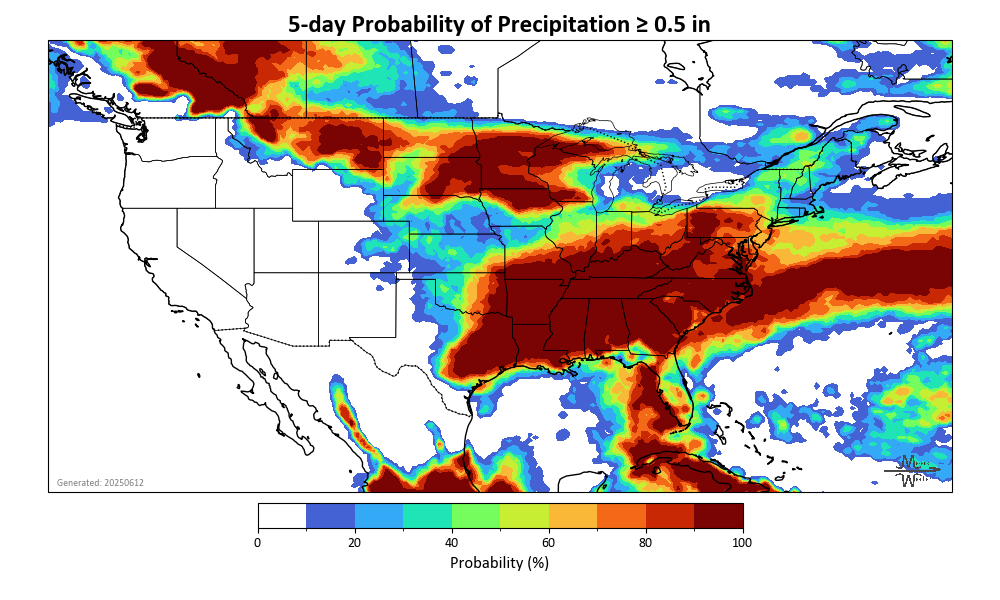 5-day Probability of Precipitation ≥ 0.5 in
Generated: 20250612
0 20 40 60 80 100
Probability (%)